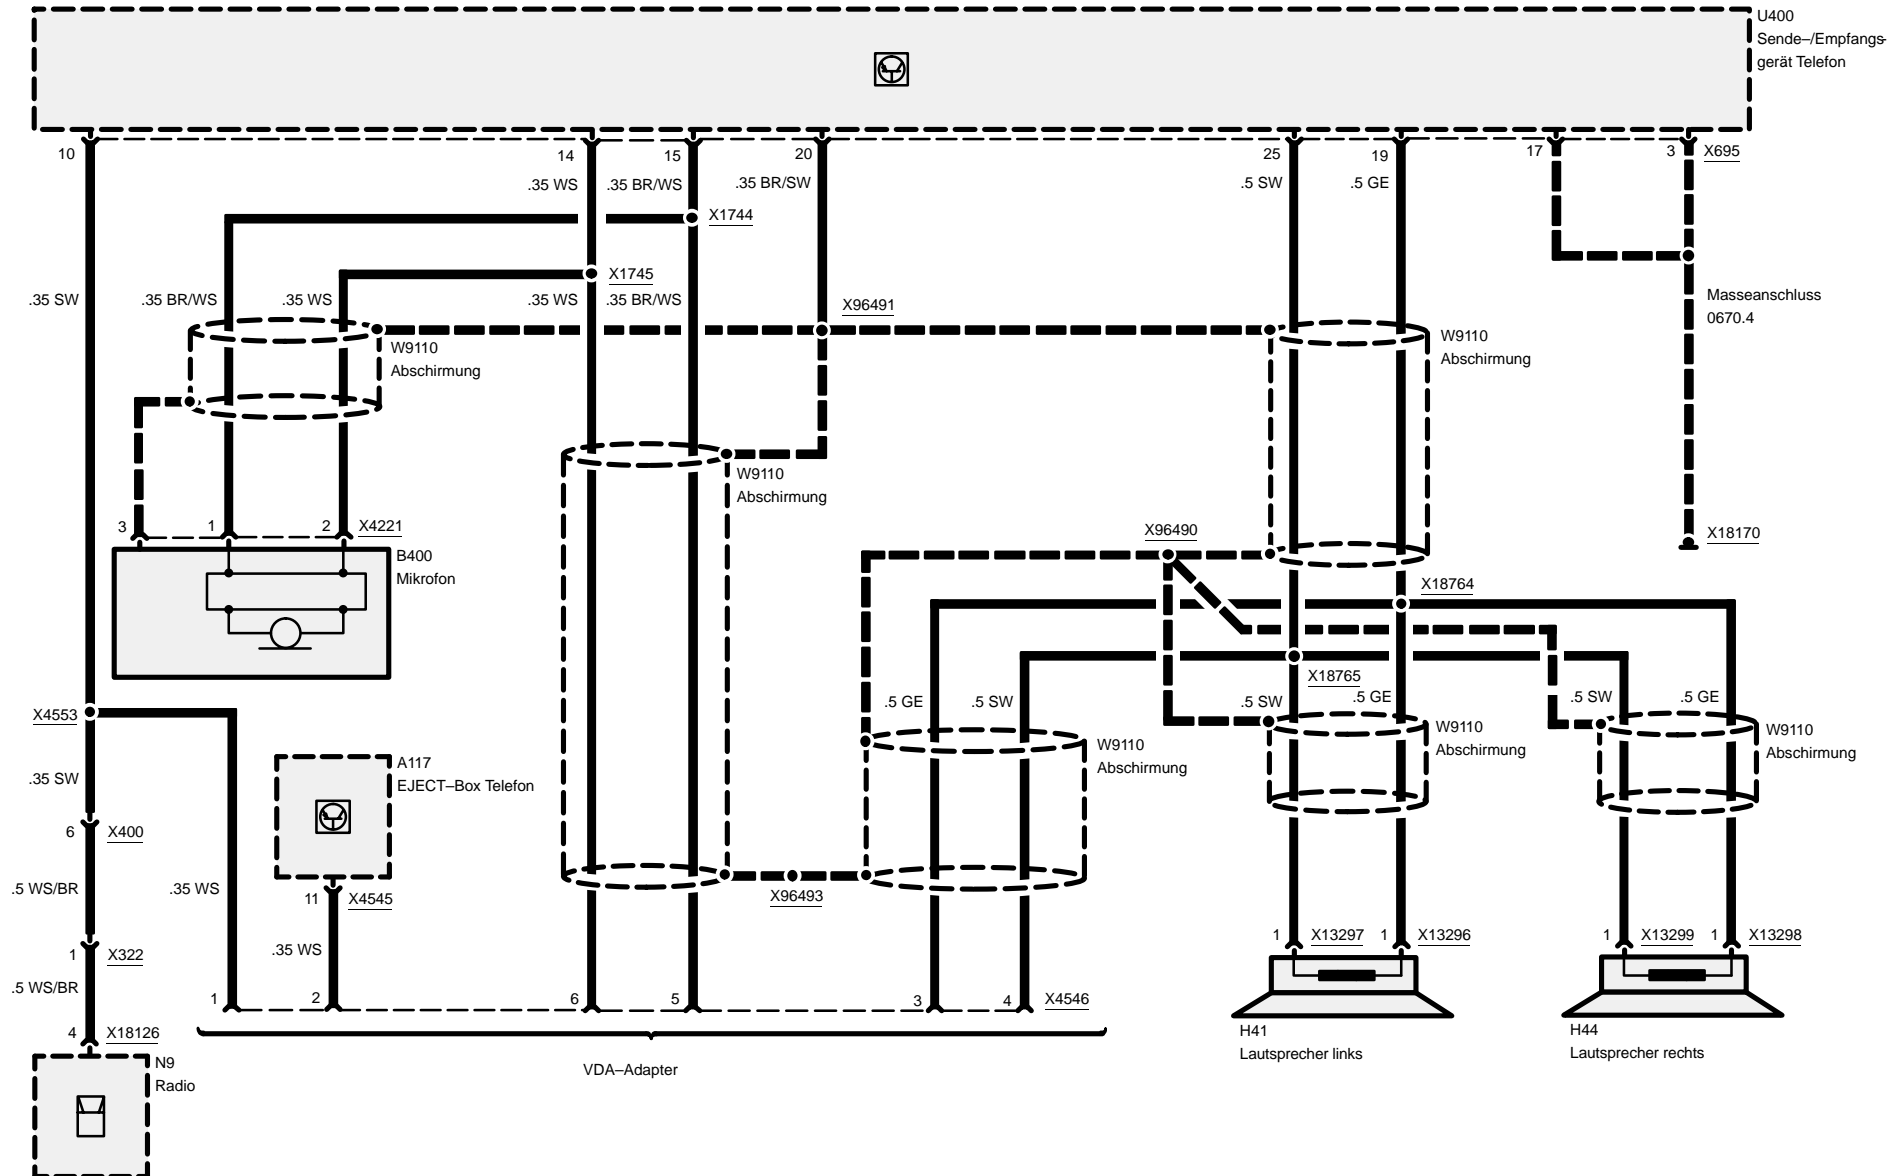 U400
Sende–/Empfangs-
gerät Telefon
10
14
15
20
25
19
17
3
X695
.35 WS
.35 BR/WS
.35 BR/SW
.5 SW
.5 GE
X1744
X1745
.35 SW
.35 BR/WS
.35 WS
.35 WS
.35 BR/WS
X96491
Masseanschluss
0670.4
W9110
Abschirmung
W9110
Abschirmung
W9110
Abschirmung
3
1
2
X4221
X96490
X18170
B400
Mikrofon
X18764
X18765
X4553
.5 GE
.5 SW
.5 SW
.5 GE
.5 SW
.5 GE
W9110
Abschirmung
W9110
Abschirmung
W9110
Abschirmung
A117
EJECT–Box Telefon
.35 SW
6
X400
.5 WS/BR
.35 WS
11
X4545
X96493
.35 WS
1
X322
.5 WS/BR
1
X13297
1
X13296
1
X13299
1
X13298
1
2
6
5
3
4
X4546
4
X18126
H41
Lautsprecher links
H44
Lautsprecher rechts
VDA–Adapter
N9
Radio